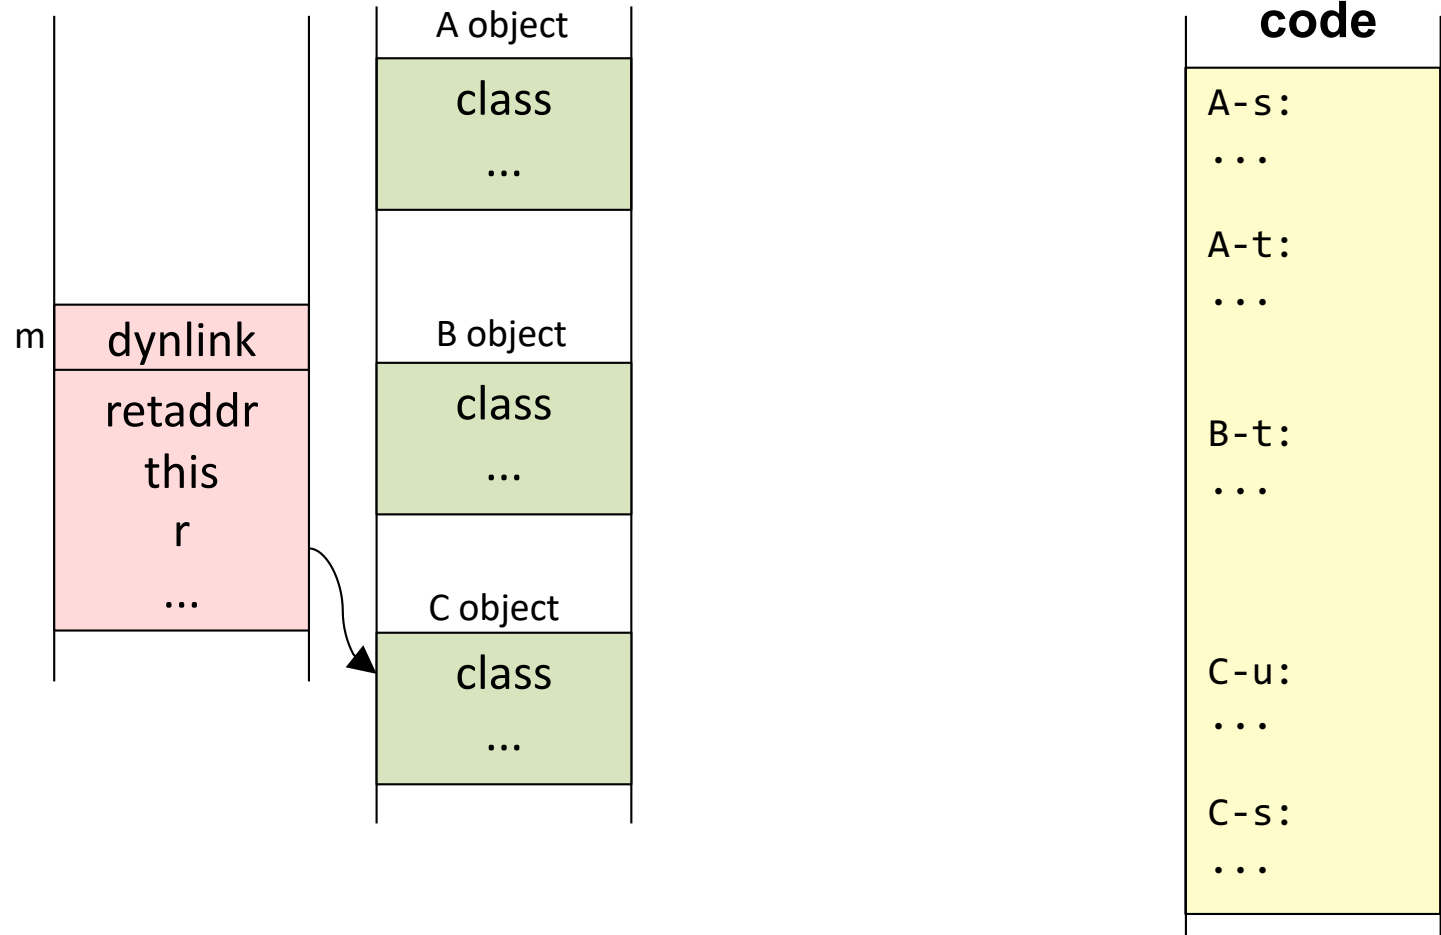 m
dynlink
retaddr
this
r
...
A object
class
...
B object
class
...
C object
class
...
code
A-s:
...
A-t:
...
B-t:
...
C-u:
...
C-s:
...